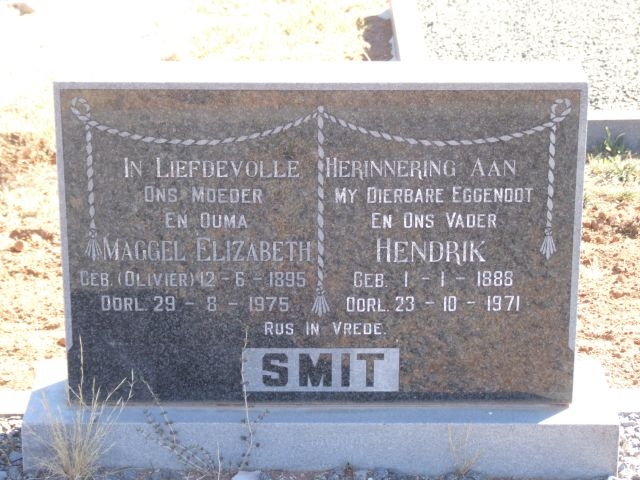 In Liefdevolle Herinnering Aan
Ons Moeder
En Ouma
Maggel Elizabeth
Geb. (Olivier) 12 - 6 - 1895
Oorl. 29 - 8 - 1975
My Dierbare Eggenoot
En Ons Vader
Hendrik
Geb. 1 - 1 - 1888
Oorl. 23 - 10 - 1971
Rus in Vrede.
SMIT